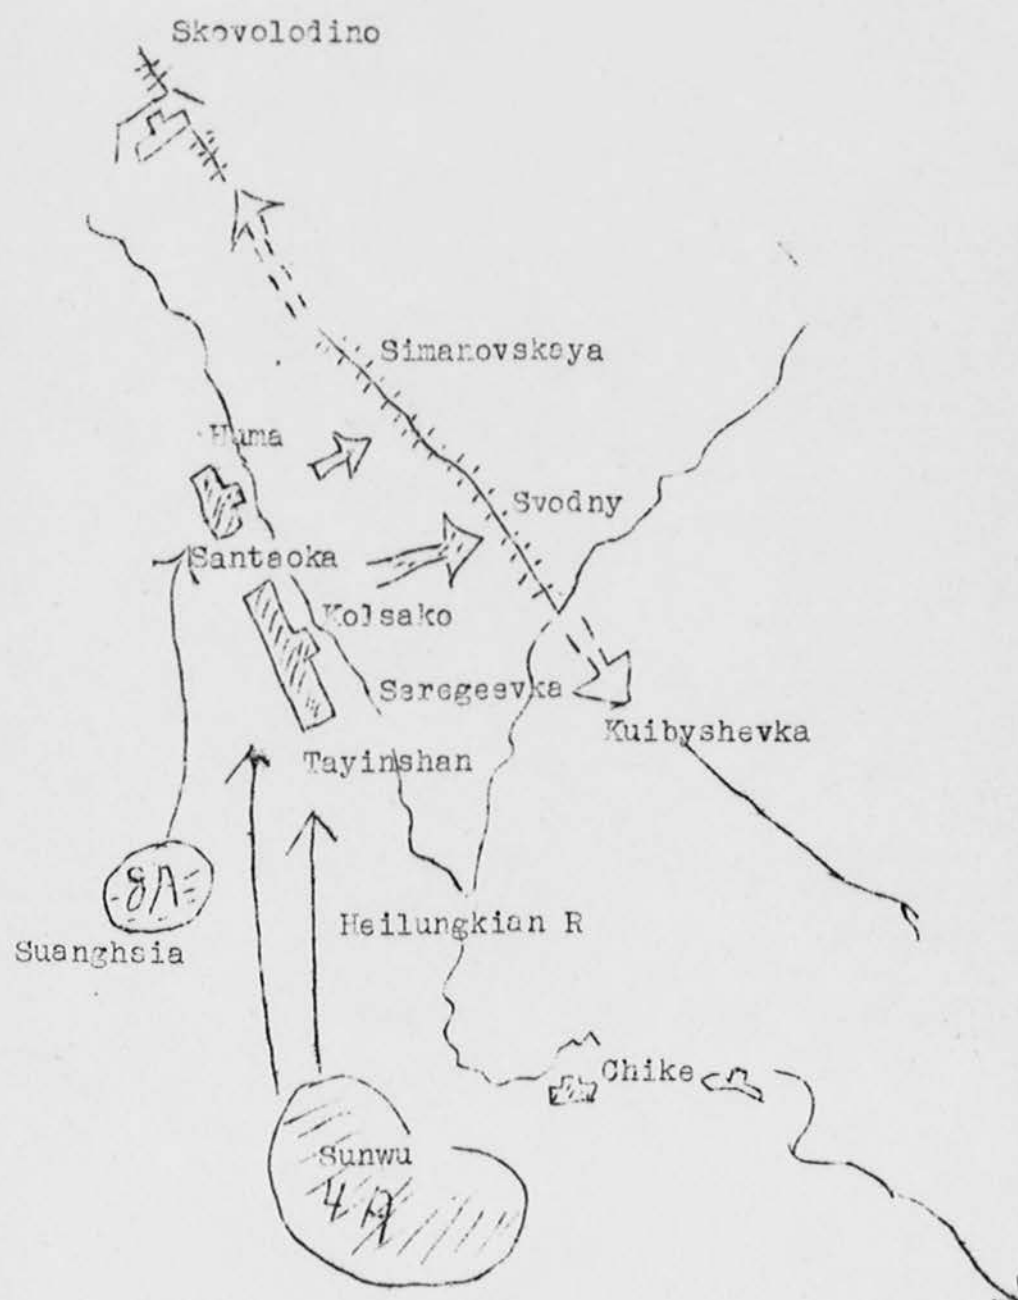 Skovolodino
Simanovskaya
Huma
Svodny
Santaoka
Kolsako
Seregeevka
Kuibyshevka
Tayinshan
8A
Heilungkian R
Suanghsia
Chike
Sunwu
4A